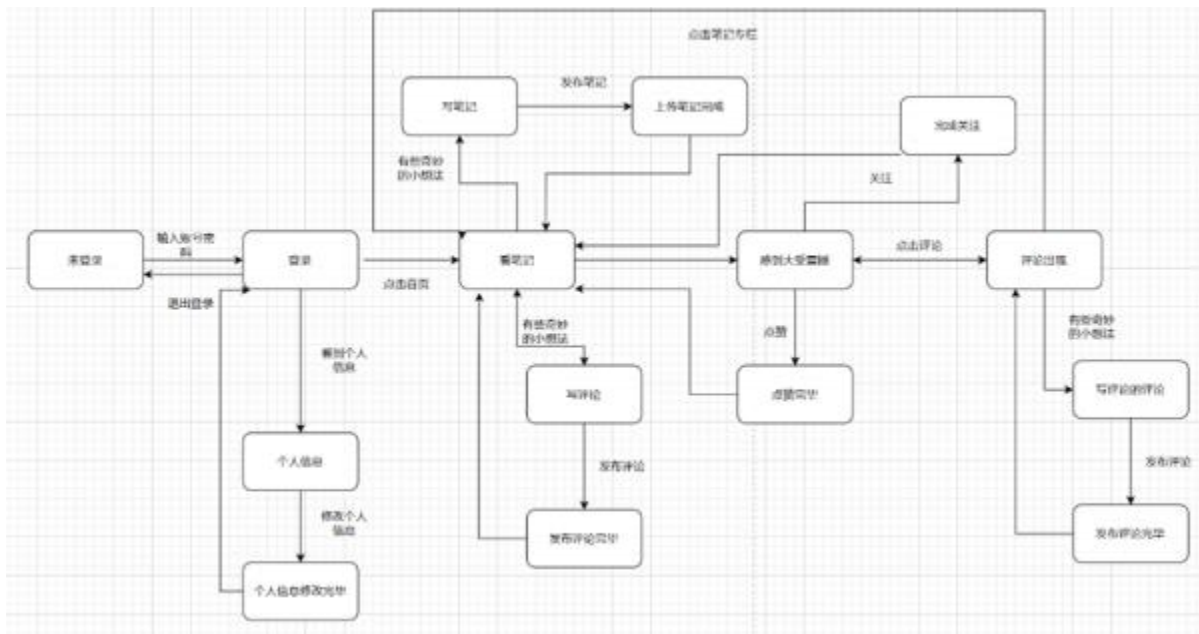 点击笔记专栏
发布笔记
写笔记
上传笔记完成
完成关注
有些奇妙
的小想法
关注
输入账号密
码
未登录
登录
看笔记
感到大受震撼
点击评论
评论出现
点击首页
退出登录
有些奇妙
的小想法
点赞
有些奇妙
的小想法
看到个人
信息
写评论
点赞完毕
写评论的评论
个人信息
发布评论
发布评论
修改个人
信息
发布评论完毕
发布评论完毕
个人信息修改完毕